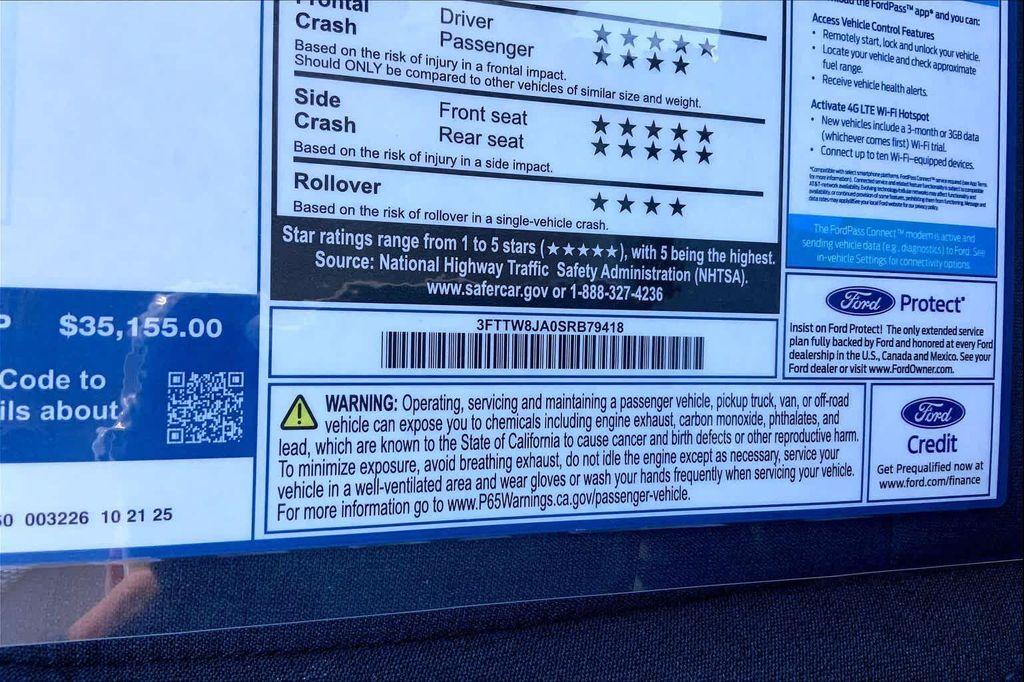 Frontal
Crash
Driver ★★★★★
Passenger ★★★★
Based on the risk of injury in a frontal impact.
Should ONLY be compared to other vehicles of similar size and weight.
Side
Crash
Front seat ★★★★★
Rear seat ★★★★★
Based on the risk of injury in a side impact.
Rollover ★★★★
Based on the risk of rollover in a single-vehicle crash.
Star ratings range from 1 to 5 stars (★★★★★), with 5 being the highest.
Source: National Highway Traffic Safety Administration (NHTSA).
www.safercar.gov or 1-888-327-4236
3FTTW8JA0SRB79418
WARNING: Operating, servicing and maintaining a passenger vehicle, pickup truck, van, or off-road
vehicle can expose you to chemicals including engine exhaust, carbon monoxide, phthalates, and
lead, which are known to the State of California to cause cancer and birth defects or other reproductive harm.
To minimize exposure, avoid breathing exhaust, do not idle the engine except as necessary, service your
vehicle in a well-ventilated area and wear gloves or wash your hands frequently when servicing your vehicle.
For more information go to www.P65Warnings.ca.gov/passenger-vehicle.
P $35,155.00
Code to
ils about
003226 10 21 25
the FordPass™ app* and you can:
Access Vehicle Control Features
• Remotely start, lock and unlock your vehicle.
• Locate your vehicle and check approximate
fuel range.
• Receive vehicle health alerts.
Activate 4G LTE Wi-Fi Hotspot
• New vehicles include a 3-month or 3GB data
(whichever comes first) Wi-Fi trial.
• Connect up to ten Wi-Fi-equipped devices.
The FordPass Connect™ modem is active and
sending vehicle data (e.g., diagnostics) to Ford. See
in-vehicle Settings for connectivity options.
Ford Protect
Insist on Ford Protect! The only extended service
plan fully backed by Ford and honored at every Ford
dealership in the U.S., Canada and Mexico. See your
Ford dealer or visit www.FordOwner.com.
Ford
Credit
Get Prequalified now at
www.ford.com/finance